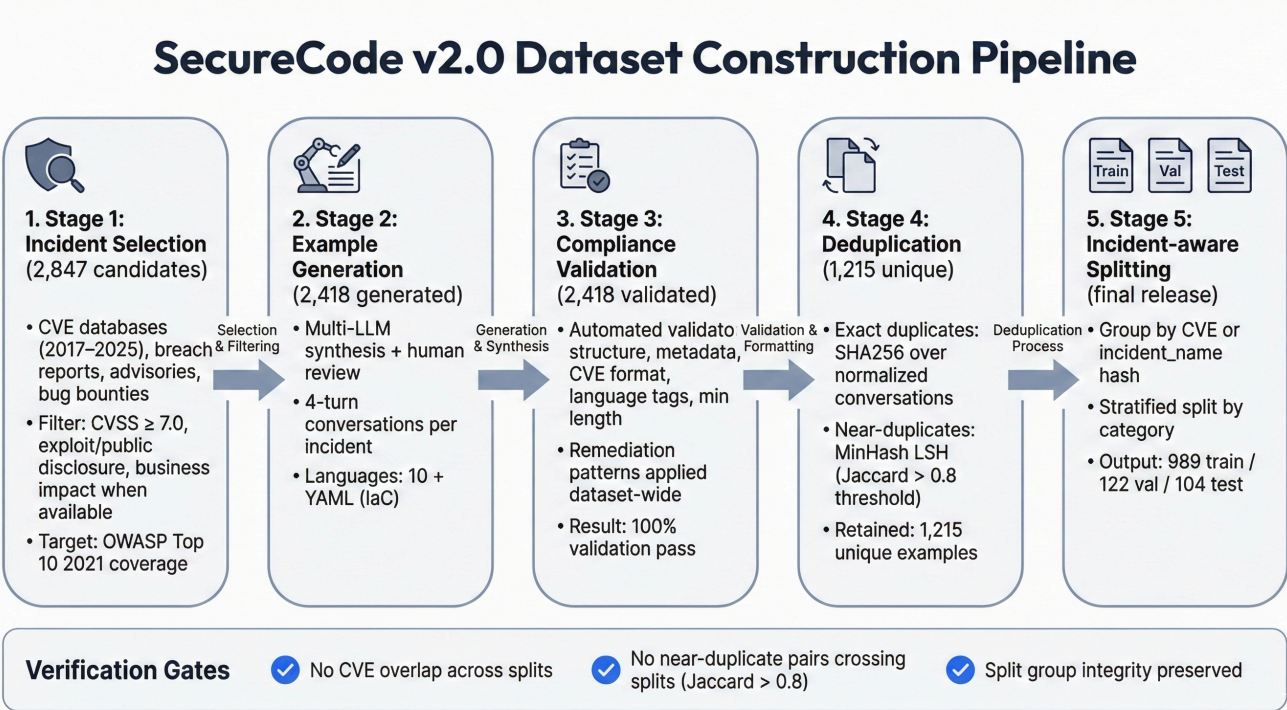 SecureCode v2.0 Dataset Construction Pipeline
1. Stage 1:
Incident Selection
(2,847 candidates)
• CVE databases
(2017–2025), breach
reports, advisories,
bug bounties
• Filter: CVSS ≥ 7.0,
exploit/public
disclosure, business
impact when
available
• Target: OWASP Top
10 2021 coverage
Selection
& Filtering
2. Stage 2:
Example
Generation
(2,418 generated)
• Multi-LLM
synthesis + human
review
• 4-turn
conversations per
incident
• Languages: 10 +
YAML (IaC)
Generation
& Synthesis
3. Stage 3:
Compliance
Validation
(2,418 validated)
• Automated validato
structure, metadata,
CVE format,
language tags, min
length
• Remediation
patterns applied
dataset-wide
• Result: 100%
validation pass
Validation &
Formatting
4. Stage 4:
Deduplication
(1,215 unique)
• Exact duplicates:
SHA256 over
normalized
conversations
• Near-duplicates:
MinHash LSH
(Jaccard > 0.8
threshold)
• Retained: 1,215
unique examples
Deduplication
Process
Train
Val
Test
5. Stage 5:
Incident-aware
Splitting
(final release)
• Group by CVE or
incident_name
hash
• Stratified split by
category
• Output: 989 train /
122 val / 104 test
Verification Gates
No CVE overlap across splits
No near-duplicate pairs crossing
splits (Jaccard > 0.8)
Split group integrity preserved